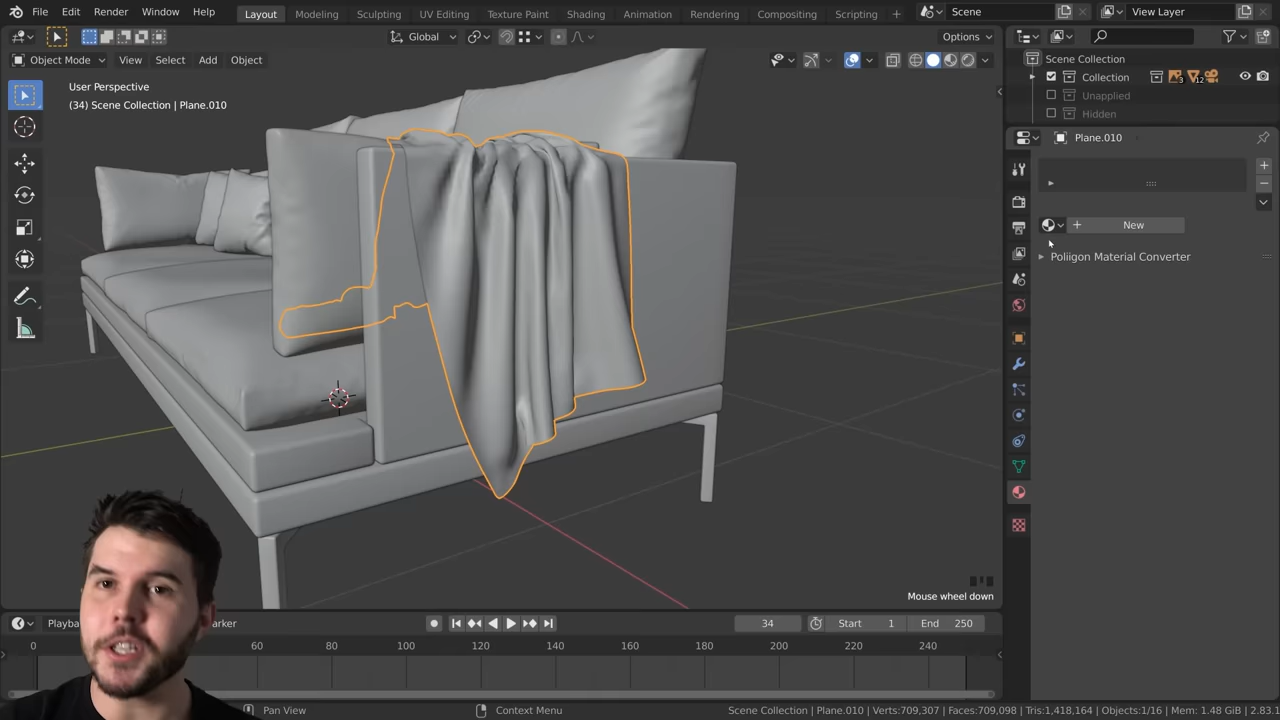 File Edit Render Window Help Layout Modeling Sculpting UV Editing Texture Paint Shading Animation Rendering Compositing Scripting + Scene View Layer
Global Options
Object Mode View Select Add Object
User Perspective
(34) Scene Collection | Plane.010
Scene Collection
Collection 3 12
Unapplied
Hidden
Plane.010
+ New
Poliigon Material Converter
Mouse wheel down
Playba arker 34 Start 1 End 250
0 60 80 100 120 140 160 180 200 220 240
Pan View Context Menu Scene Collection | Plane.010 | Verts:709,307 | Faces:709,098 | Tris:1,418,164 | Objects:1/16 | Mem: 1.48 GiB | 2.83.1